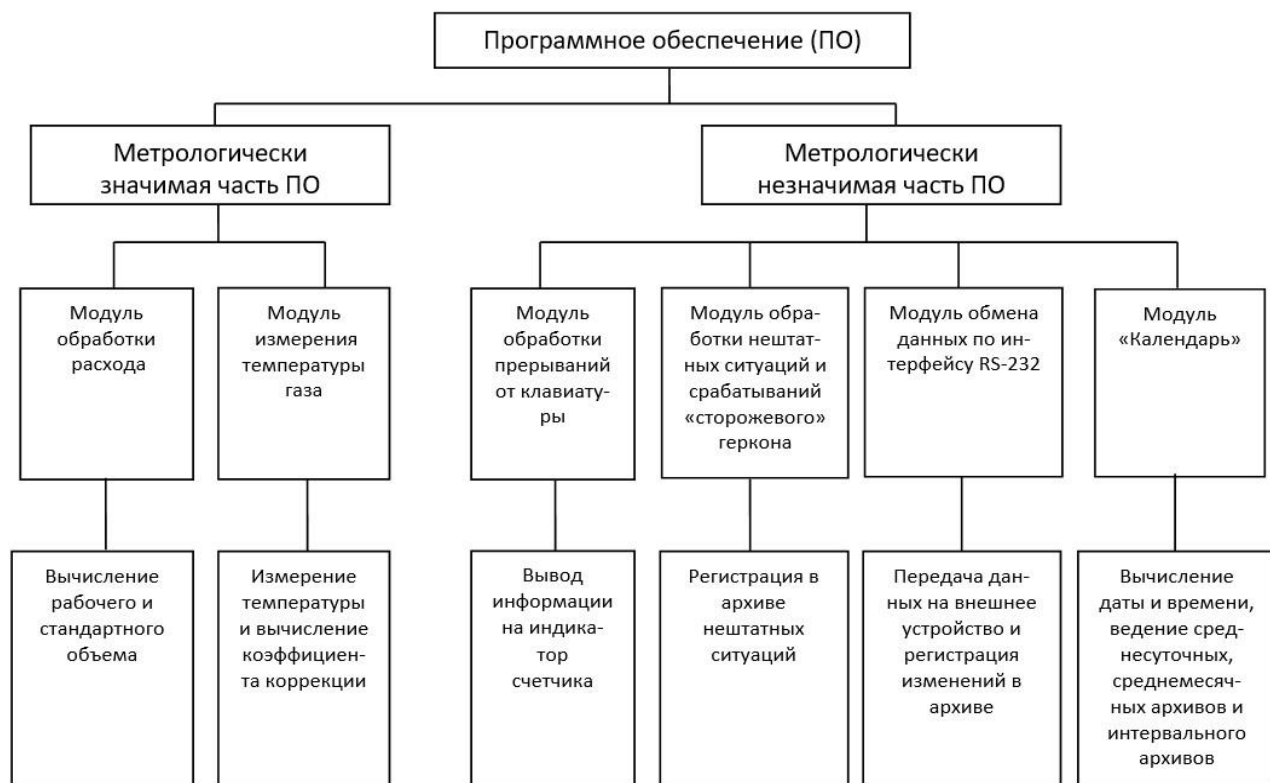 Программное обеспечение (ПО)
Метрологически
значимая часть ПО
Метрологически
незначимая часть ПО
Модуль
обработки
расхода
Модуль
измерения
температуры
газа
Модуль
обработки
прерываний
от клавиату-
ры
Модуль обра-
ботки нештат-
ных ситуаций и
срабатываний
«сторожевого»
геркона
Модуль обмена
данных по ин-
терфейсу RS-232
Модуль
«Календарь»
Вычисление
рабочего и
стандартного
объема
Измерение
температуры
и вычисление
коэффициен-
та коррекции
Вывод
информации
на индика-
тор
счетчика
Регистрация в
архиве
нештатных
ситуаций
Передача дан-
ных на внешнее
устройство и
регистрация
изменений в
архиве
Вычисление
даты и времени,
ведение сред-
несуточных,
среднемесяч-
ных архивов и
интервального
архивов